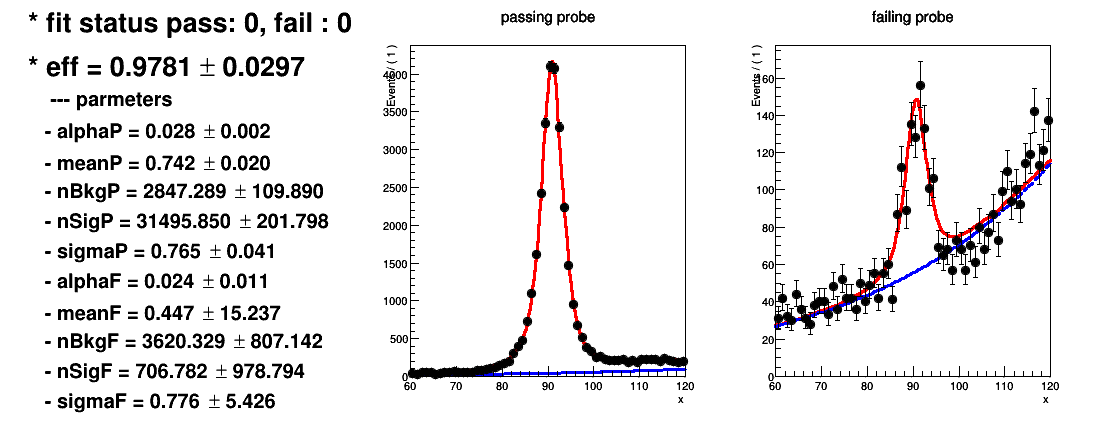 * fit status pass: 0, fail : 0
* eff = 0.9781 ± 0.0297
--- parmeters
- alphaP = 0.028 ± 0.002
- meanP = 0.742 ± 0.020
- nBkgP = 2847.289 ± 109.890
- nSigP = 31495.850 ± 201.798
- sigmaP = 0.765 ± 0.041
- alphaF = 0.024 ± 0.011
- meanF = 0.447 ± 15.237
- nBkgF = 3620.329 ± 807.142
- nSigF = 706.782 ± 978.794
- sigmaF = 0.776 ± 5.426
passing probe
Events / ( 1 )
4000
3500
3000
2500
2000
1500
1000
500
0
60 70 80 90 100 110 120
x
failing probe
Events / ( 1 )
160
140
120
100
80
60
40
20
0
60 70 80 90 100 110 120
x